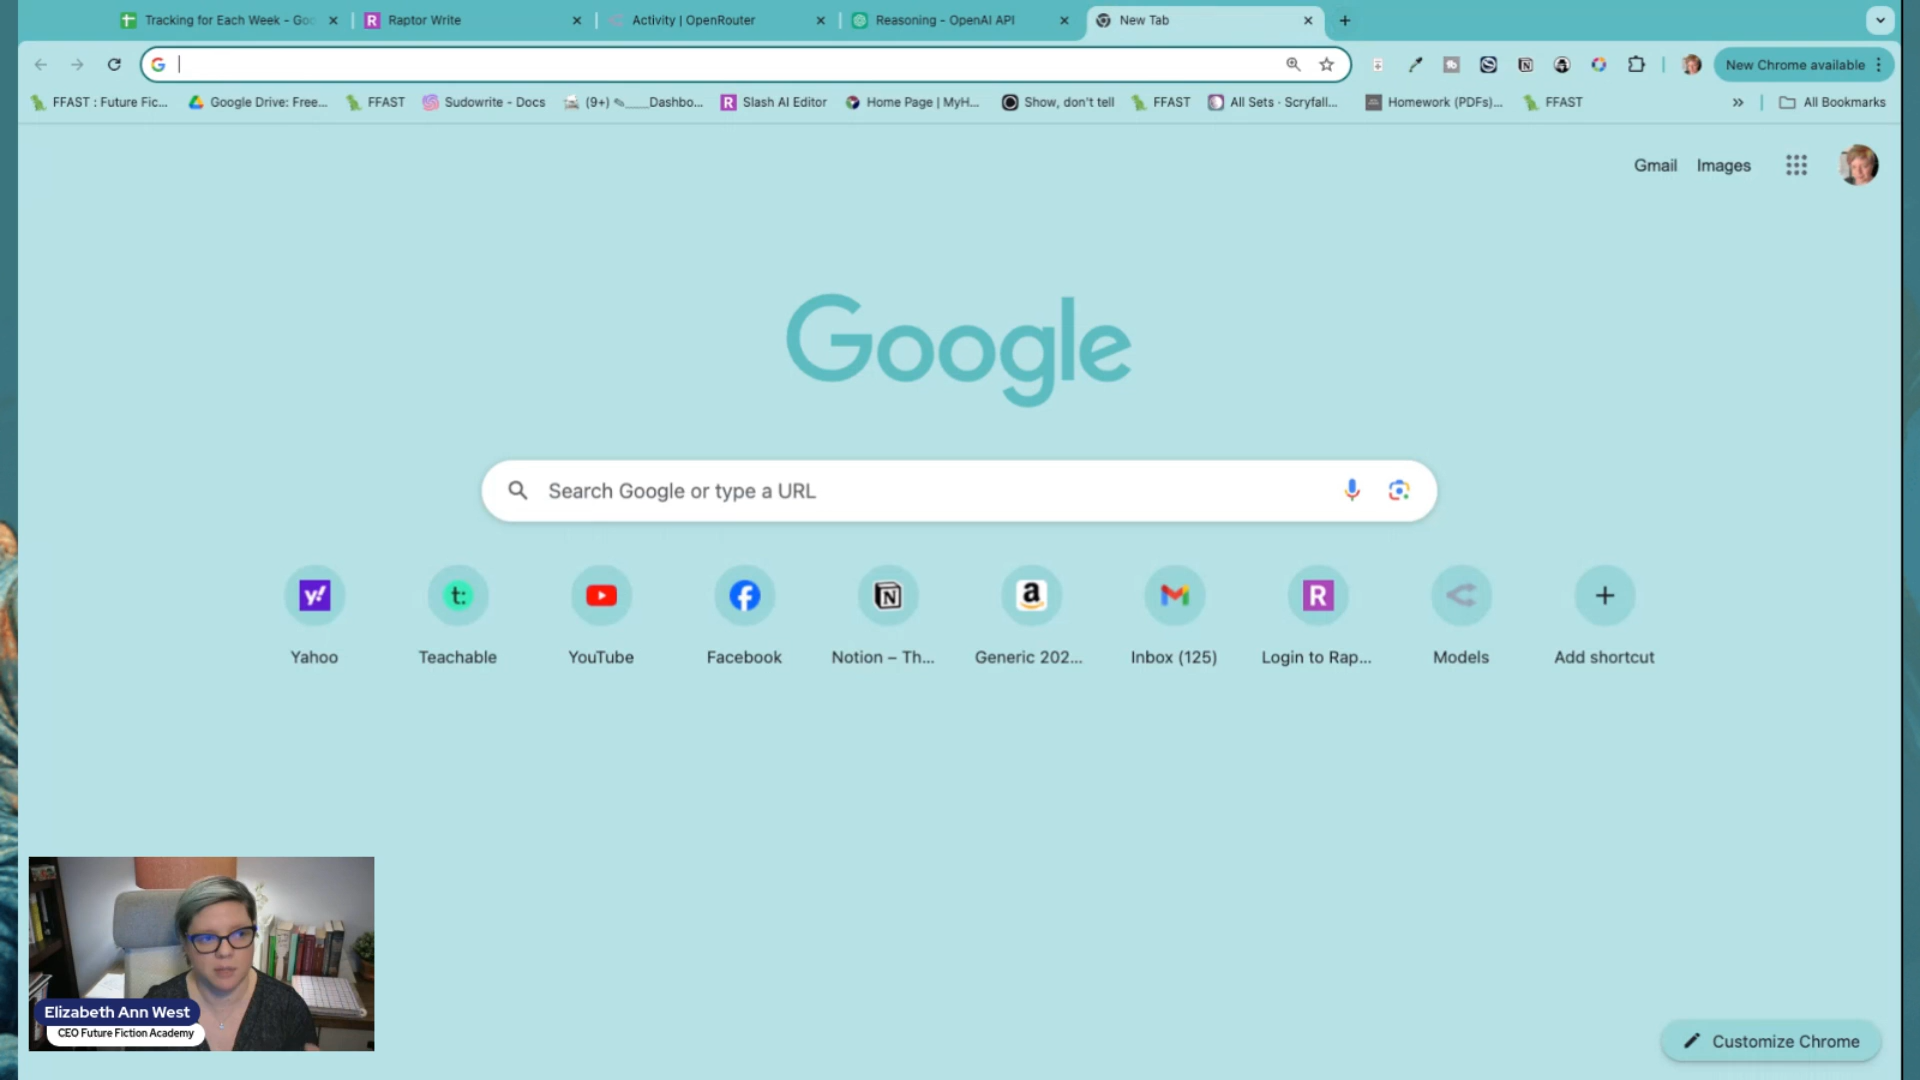 Tracking for Each Week - Goo
Raptor Write
Activity | OpenRouter
Reasoning - OpenAI API
New Tab
New Chrome available
FFAST : Future Fic...
Google Drive: Free...
FFAST
Sudowrite - Docs
(9+) ✎____Dashbo...
Slash AI Editor
Home Page | MyH...
Show, don't tell
FFAST
All Sets · Scryfall...
Homework (PDFs)...
FFAST
All Bookmarks
Gmail
Images
Google
Search Google or type a URL
Yahoo
Teachable
YouTube
Facebook
Notion – Th...
Generic 202...
Inbox (125)
Login to Rap...
Models
Add shortcut
Elizabeth Ann West
CEO Future Fiction Academy
Customize Chrome